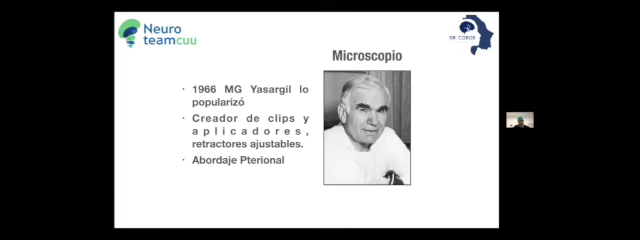 Neuro
teamcuu
DR. COBOS
Microscopio
· 1966 MG Yasargil lo
popularizó
· Creador de clips y
aplicadores,
retractores ajustables.
· Abordaje Pterional